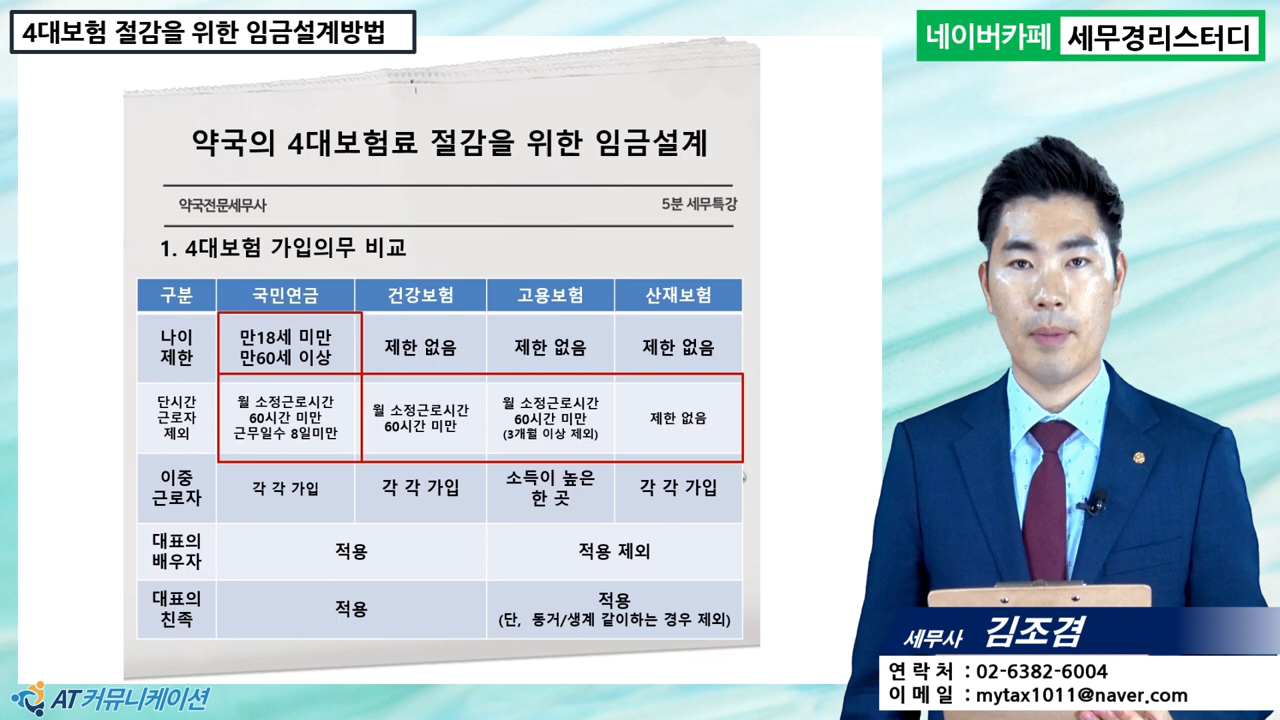 4대보험 절감을 위한 임금설계방법
네이버카페 세무경리스터디
약국의 4대보험료 절감을 위한 임금설계
약국전문세무사 5분 세무특강
1. 4대보험 가입의무 비교
구분 국민연금 건강보험 고용보험 산재보험
나이
제한
만18세 미만
만60세 이상
제한 없음
제한 없음
제한 없음
단시간
근로자
제외
월 소정근로시간
60시간 미만
근무일수 8일미만
월 소정근로시간
60시간 미만
월 소정근로시간
60시간 미만
(3개월 이상 제외)
제한 없음
이중
근로자
각 각 가입
각 각 가입
소득이 높은
한 곳
각 각 가입
대표의
배우자
적용
적용 제외
대표의
친족
적용
적용
(단, 동거/생계 같이하는 경우 제외)
세무사 김조겸
연 락 처 : 02-6382-6004
이 메 일 : mytax1011@naver.com
AT커뮤니케이션